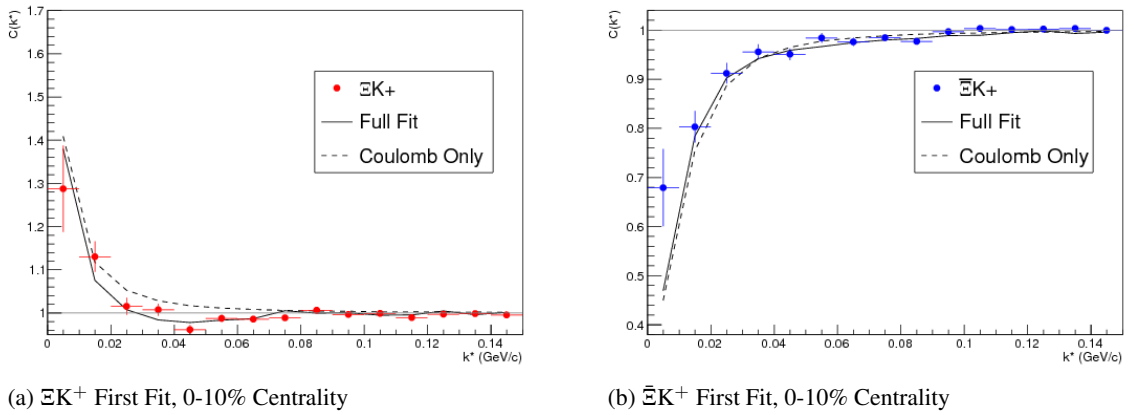 C(k*)
1.7
1.6
1.5
1.4
1.3
1.2
1.1
1
ΞK+
Full Fit
Coulomb Only
0 0.02 0.04 0.06 0.08 0.1 0.12 0.14
k* (GeV/c)
(a) ΞK⁺ First Fit, 0-10% Centrality
C(k*)
1
0.9
0.8
0.7
0.6
0.5
0.4
Ξ̄K+
Full Fit
Coulomb Only
0 0.02 0.04 0.06 0.08 0.1 0.12 0.14
k* (GeV/c)
(b) Ξ̄K⁺ First Fit, 0-10% Centrality